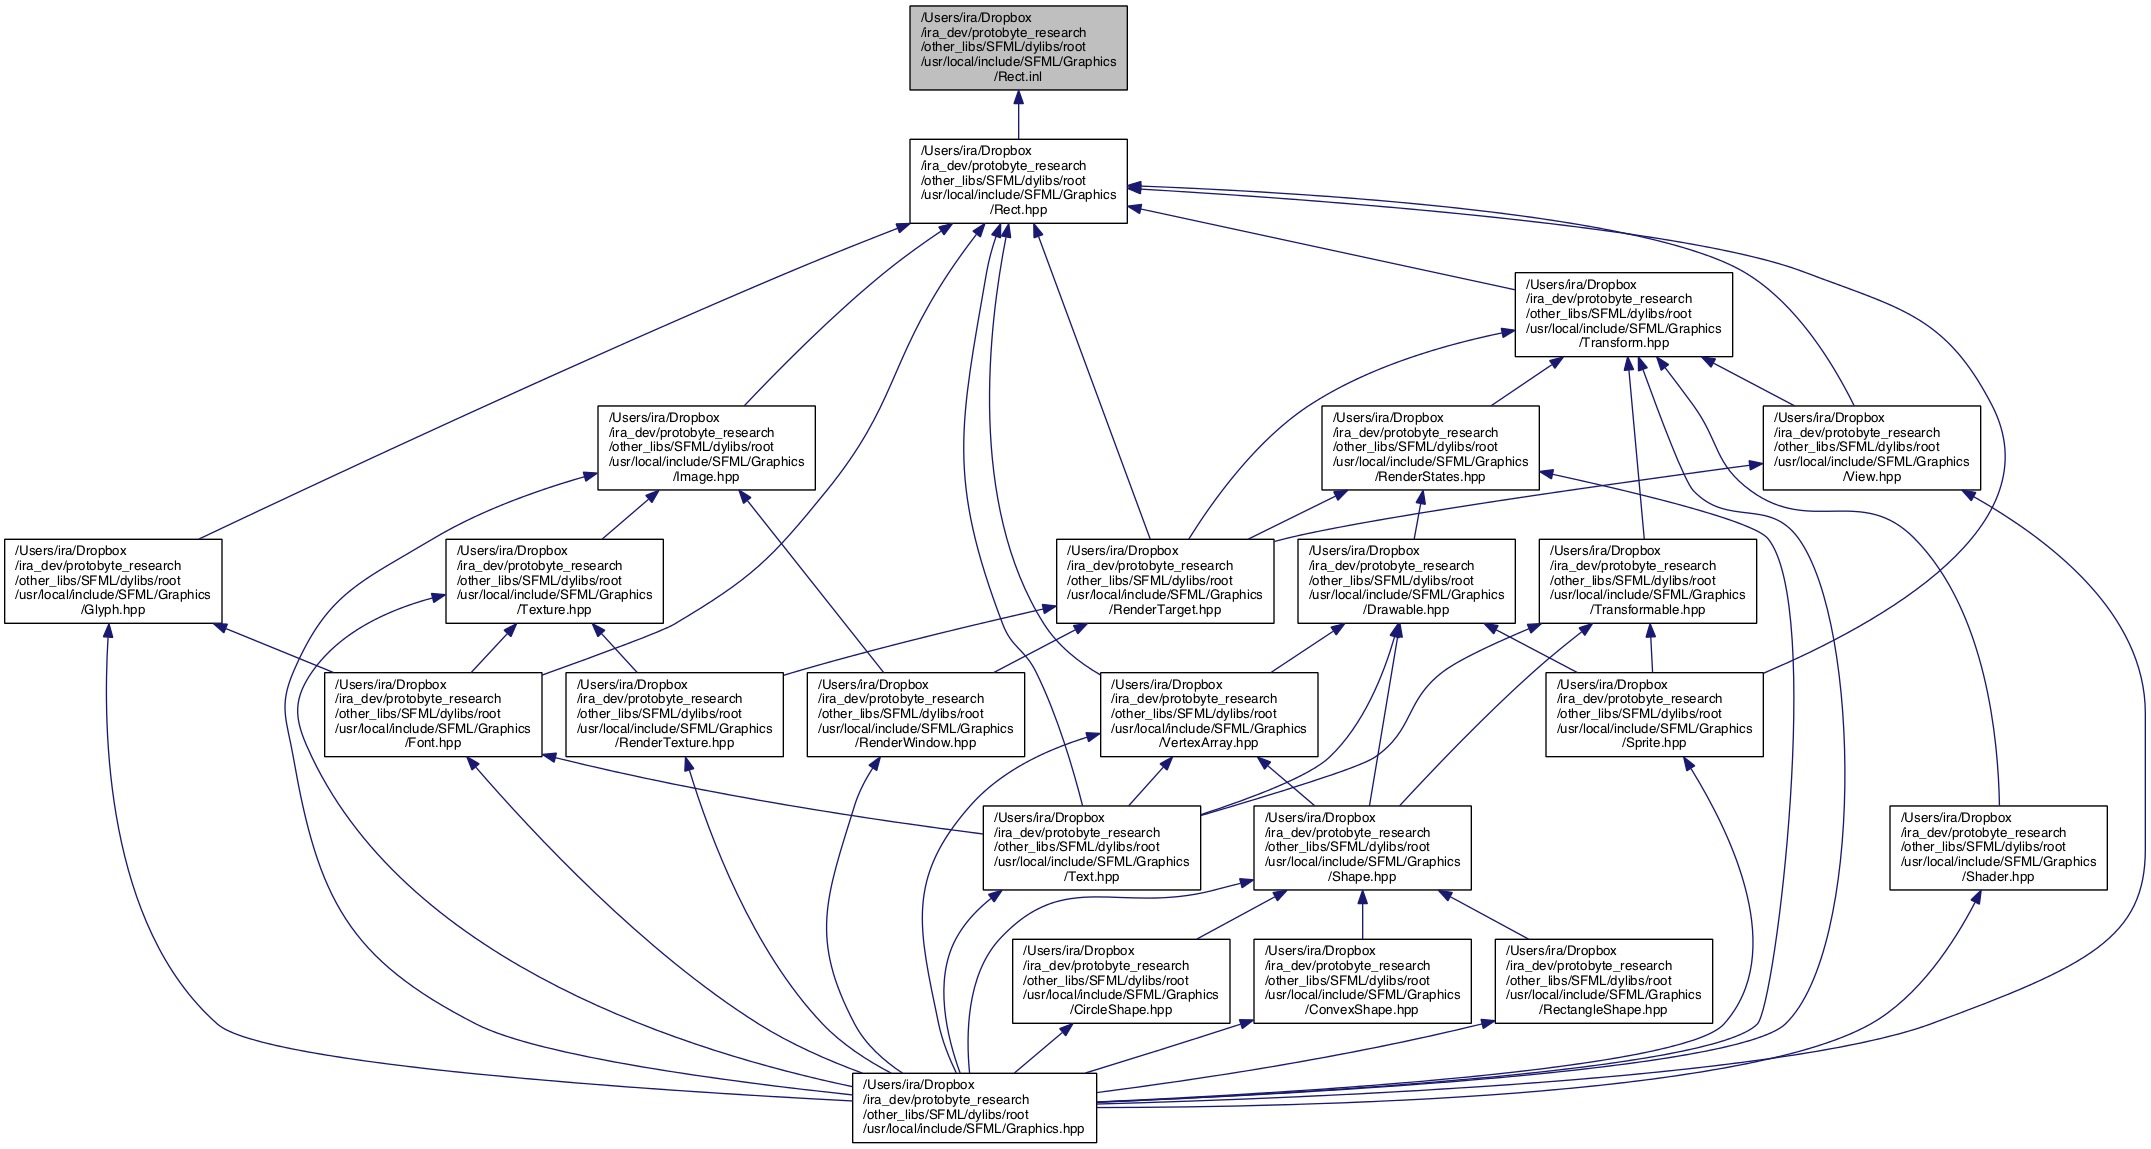 /Users/ira/Dropbox
/ira_dev/protobyte_research
/other_libs/SFML/dylibs/root
/usr/local/include/SFML/Graphics
/Rect.inl
/Users/ira/Dropbox
/ira_dev/protobyte_research
/other_libs/SFML/dylibs/root
/usr/local/include/SFML/Graphics
/Rect.hpp
/Users/ira/Dropbox
/ira_dev/protobyte_research
/other_libs/SFML/dylibs/root
/usr/local/include/SFML/Graphics
/Transform.hpp
/Users/ira/Dropbox
/ira_dev/protobyte_research
/other_libs/SFML/dylibs/root
/usr/local/include/SFML/Graphics
/Image.hpp
/Users/ira/Dropbox
/ira_dev/protobyte_research
/other_libs/SFML/dylibs/root
/usr/local/include/SFML/Graphics
/RenderStates.hpp
/Users/ira/Dropbox
/ira_dev/protobyte_research
/other_libs/SFML/dylibs/root
/usr/local/include/SFML/Graphics
/View.hpp
/Users/ira/Dropbox
/ira_dev/protobyte_research
/other_libs/SFML/dylibs/root
/usr/local/include/SFML/Graphics
/Glyph.hpp
/Users/ira/Dropbox
/ira_dev/protobyte_research
/other_libs/SFML/dylibs/root
/usr/local/include/SFML/Graphics
/Texture.hpp
/Users/ira/Dropbox
/ira_dev/protobyte_research
/other_libs/SFML/dylibs/root
/usr/local/include/SFML/Graphics
/RenderTarget.hpp
/Users/ira/Dropbox
/ira_dev/protobyte_research
/other_libs/SFML/dylibs/root
/usr/local/include/SFML/Graphics
/Drawable.hpp
/Users/ira/Dropbox
/ira_dev/protobyte_research
/other_libs/SFML/dylibs/root
/usr/local/include/SFML/Graphics
/Transformable.hpp
/Users/ira/Dropbox
/ira_dev/protobyte_research
/other_libs/SFML/dylibs/root
/usr/local/include/SFML/Graphics
/Font.hpp
/Users/ira/Dropbox
/ira_dev/protobyte_research
/other_libs/SFML/dylibs/root
/usr/local/include/SFML/Graphics
/RenderTexture.hpp
/Users/ira/Dropbox
/ira_dev/protobyte_research
/other_libs/SFML/dylibs/root
/usr/local/include/SFML/Graphics
/RenderWindow.hpp
/Users/ira/Dropbox
/ira_dev/protobyte_research
/other_libs/SFML/dylibs/root
/usr/local/include/SFML/Graphics
/VertexArray.hpp
/Users/ira/Dropbox
/ira_dev/protobyte_research
/other_libs/SFML/dylibs/root
/usr/local/include/SFML/Graphics
/Sprite.hpp
/Users/ira/Dropbox
/ira_dev/protobyte_research
/other_libs/SFML/dylibs/root
/usr/local/include/SFML/Graphics
/Text.hpp
/Users/ira/Dropbox
/ira_dev/protobyte_research
/other_libs/SFML/dylibs/root
/usr/local/include/SFML/Graphics
/Shape.hpp
/Users/ira/Dropbox
/ira_dev/protobyte_research
/other_libs/SFML/dylibs/root
/usr/local/include/SFML/Graphics
/Shader.hpp
/Users/ira/Dropbox
/ira_dev/protobyte_research
/other_libs/SFML/dylibs/root
/usr/local/include/SFML/Graphics
/CircleShape.hpp
/Users/ira/Dropbox
/ira_dev/protobyte_research
/other_libs/SFML/dylibs/root
/usr/local/include/SFML/Graphics
/ConvexShape.hpp
/Users/ira/Dropbox
/ira_dev/protobyte_research
/other_libs/SFML/dylibs/root
/usr/local/include/SFML/Graphics
/RectangleShape.hpp
/Users/ira/Dropbox
/ira_dev/protobyte_research
/other_libs/SFML/dylibs/root
/usr/local/include/SFML/Graphics.hpp